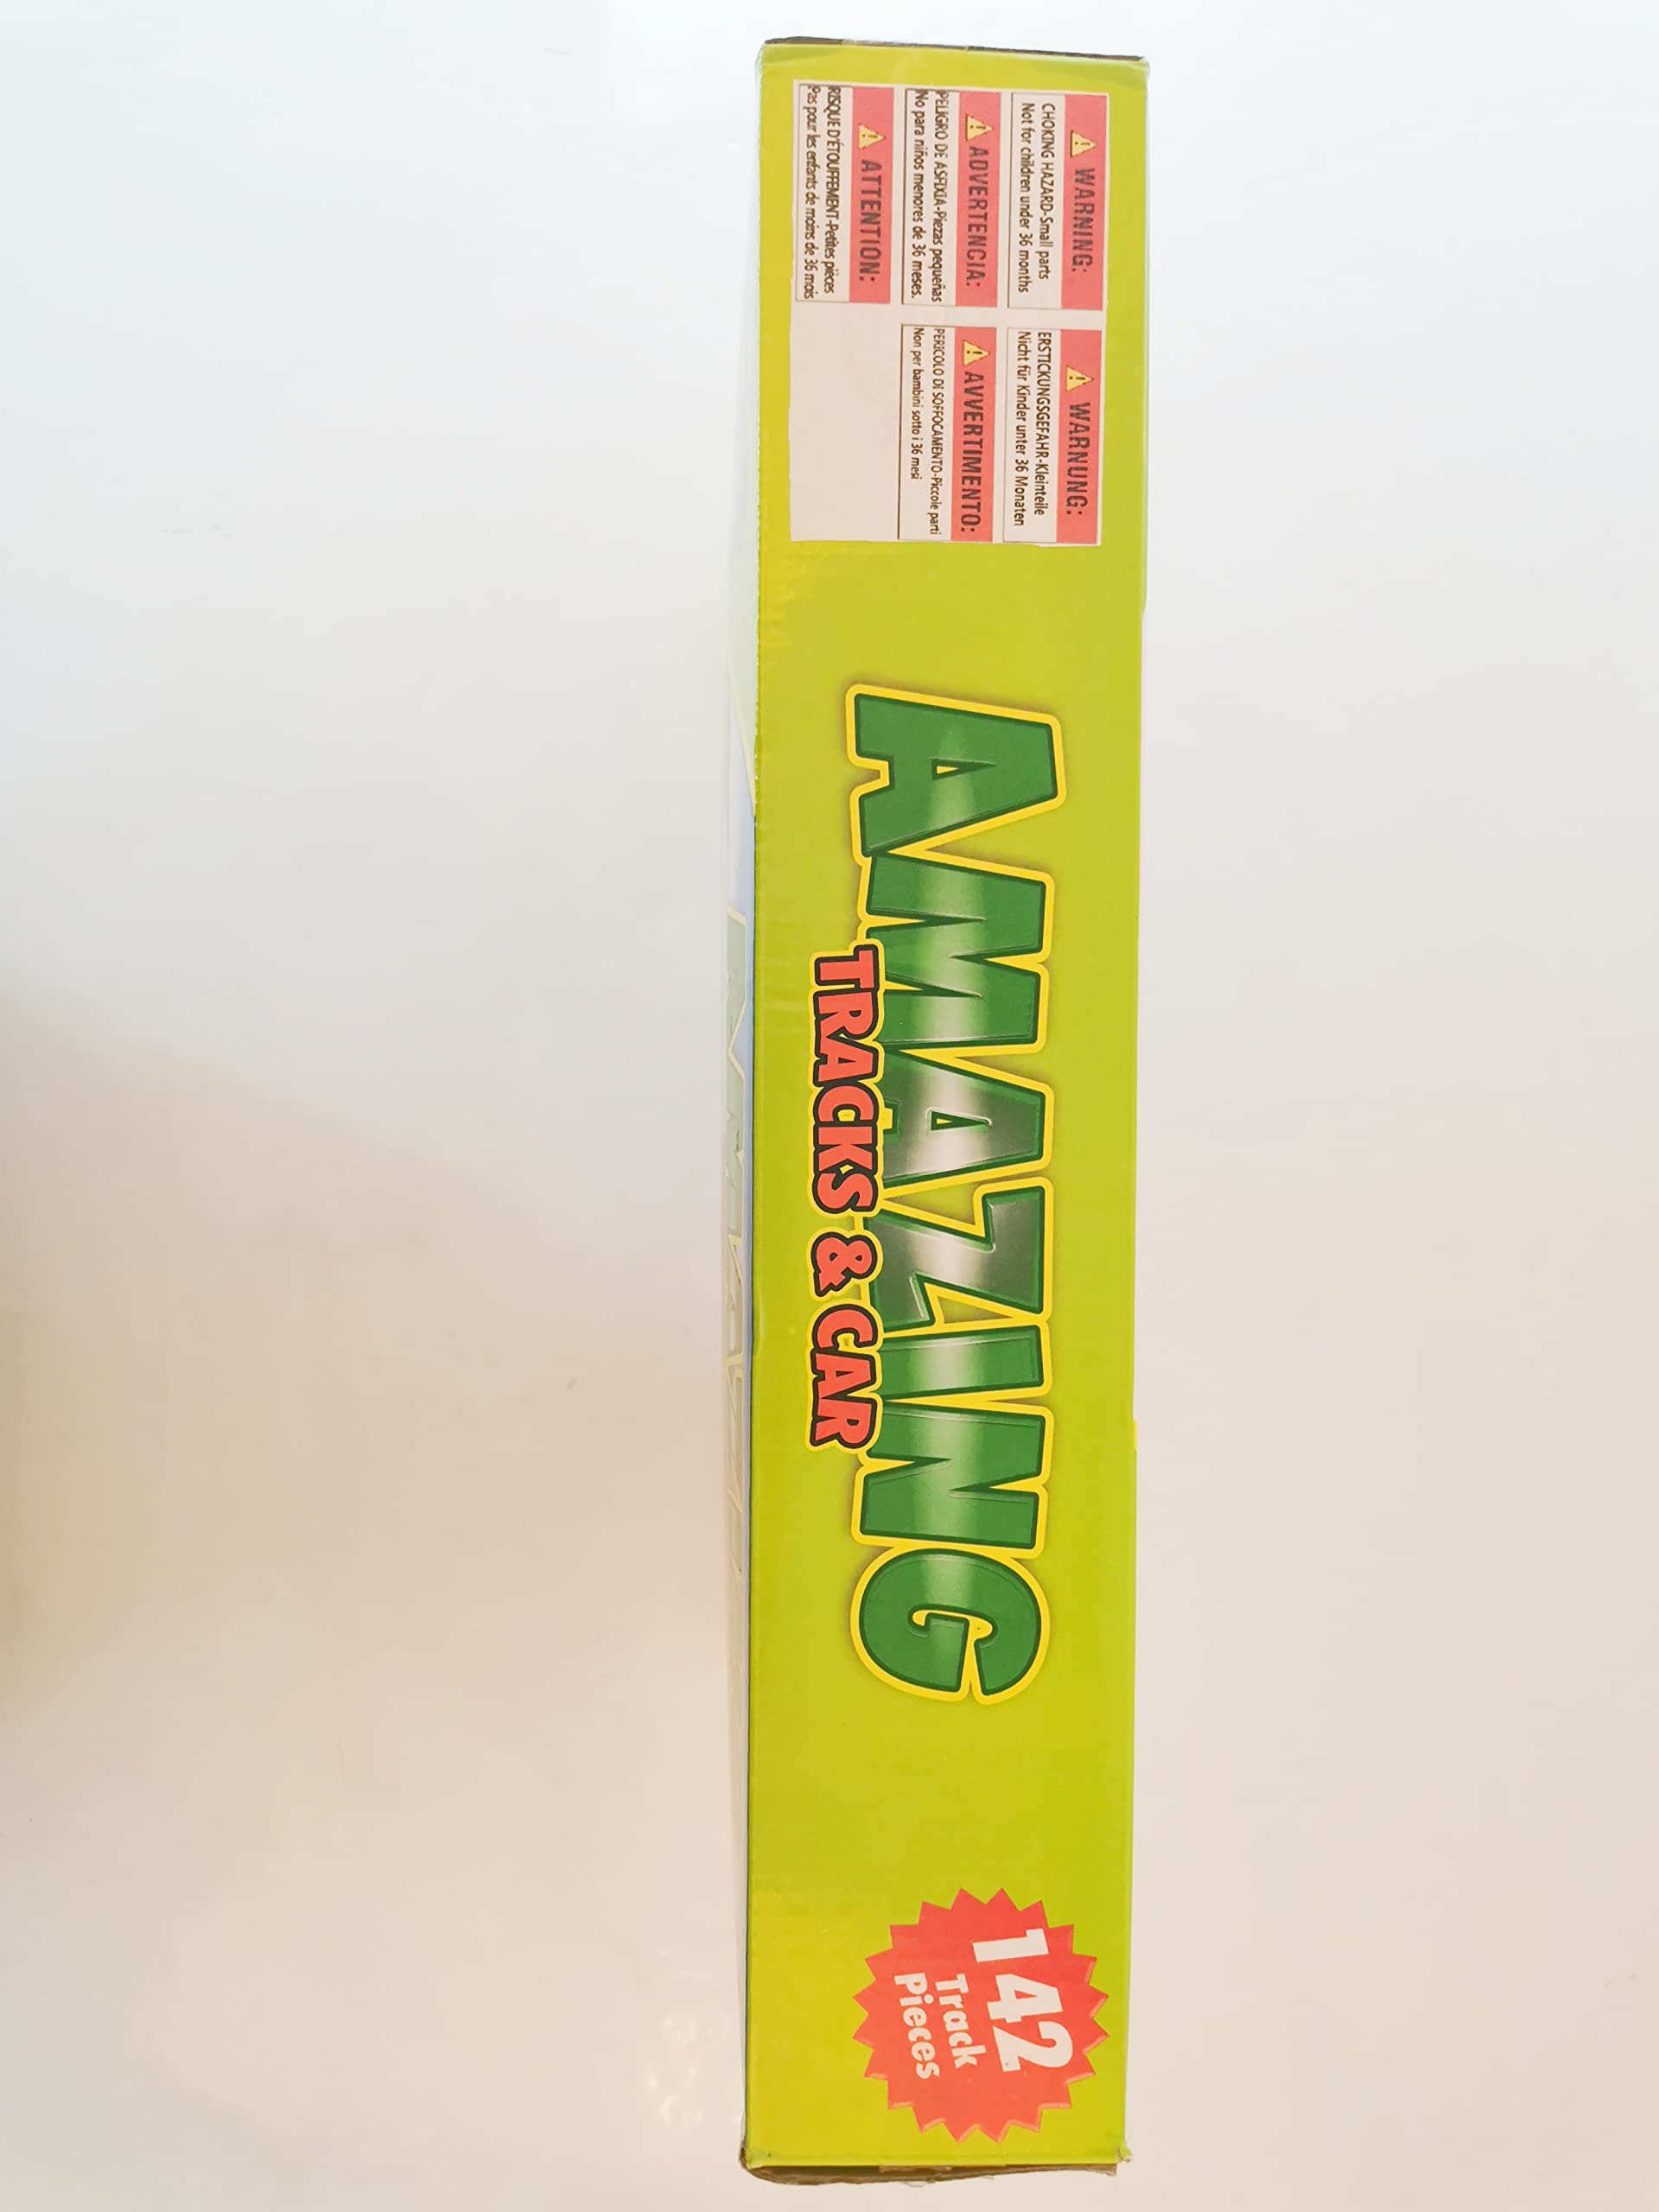 WARNING:
CHOKING HAZARD-Small parts
Not for children under 36 months
WARNUNG:
ERSTICKUNGSGEFAHR-Kleinteile
Nicht für Kinder unter 36 Monaten
ADVERTENCIA:
PELIGRO DE ASFIXIA-Piezas pequeñas
No para niños menores de 36 meses.
AVVERTIMENTO:
PERICOLO DI SOFFOCAMENTO-Piccole parti
Non per bambini sotto i 36 mesi
ATTENTION:
RISQUE D'ÉTOUFFEMENT-Petites pièces
Pas pour les enfants de moins de 36 mois
AMAZING
TRACKS & CAR
142
Track
Pieces